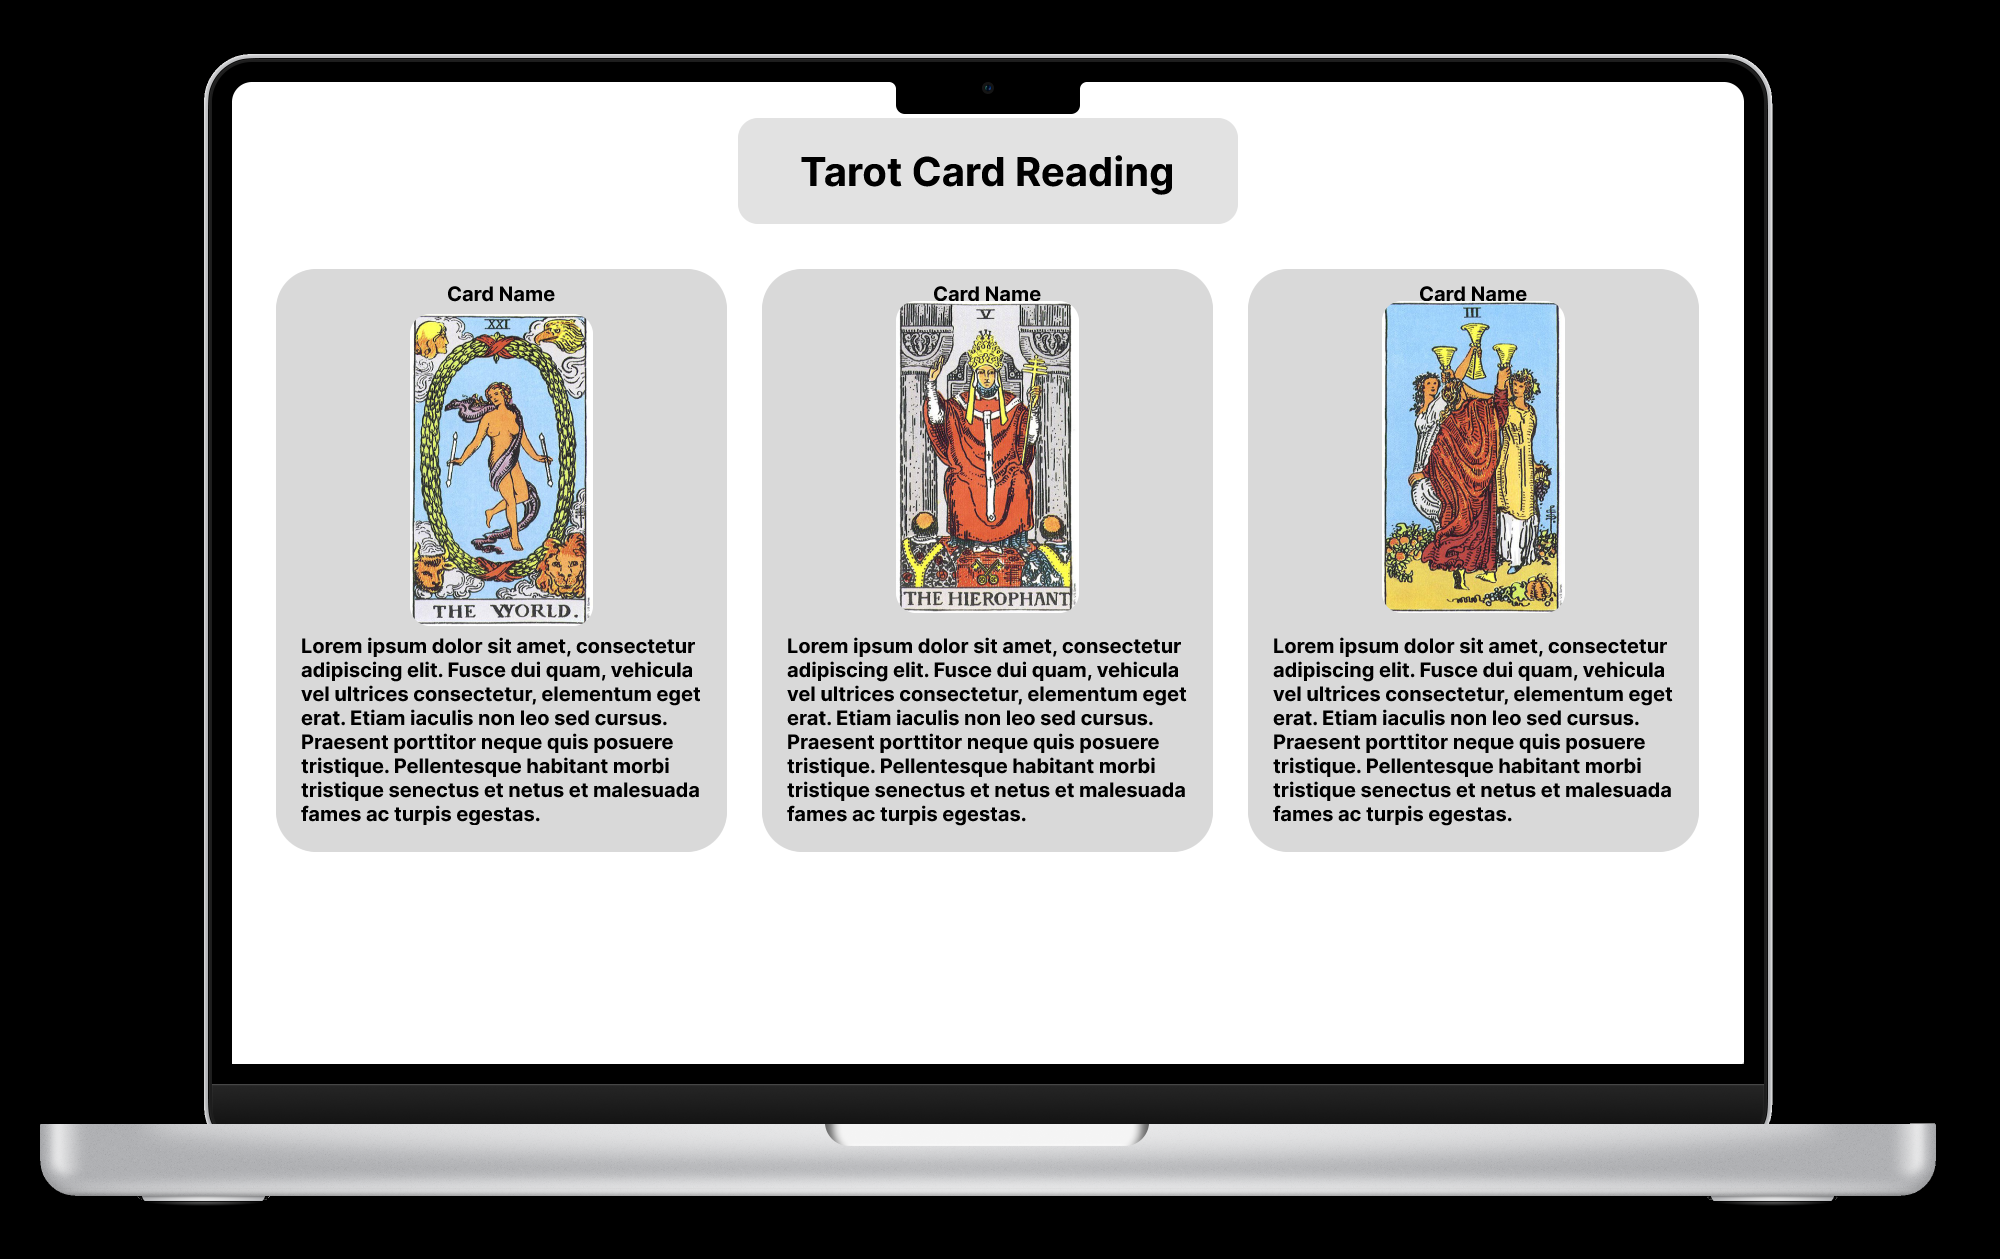 Tarot Card Reading
Card Name
XXI
THE WORLD.
Lorem ipsum dolor sit amet, consectetur
adipiscing elit. Fusce dui quam, vehicula
vel ultrices consectetur, elementum eget
erat. Etiam iaculis non leo sed cursus.
Praesent porttitor neque quis posuere
tristique. Pellentesque habitant morbi
tristique senectus et netus et malesuada
fames ac turpis egestas.
Card Name
V
THE HIEROPHANT
Lorem ipsum dolor sit amet, consectetur
adipiscing elit. Fusce dui quam, vehicula
vel ultrices consectetur, elementum eget
erat. Etiam iaculis non leo sed cursus.
Praesent porttitor neque quis posuere
tristique. Pellentesque habitant morbi
tristique senectus et netus et malesuada
fames ac turpis egestas.
Card Name
III
Lorem ipsum dolor sit amet, consectetur
adipiscing elit. Fusce dui quam, vehicula
vel ultrices consectetur, elementum eget
erat. Etiam iaculis non leo sed cursus.
Praesent porttitor neque quis posuere
tristique. Pellentesque habitant morbi
tristique senectus et netus et malesuada
fames ac turpis egestas.